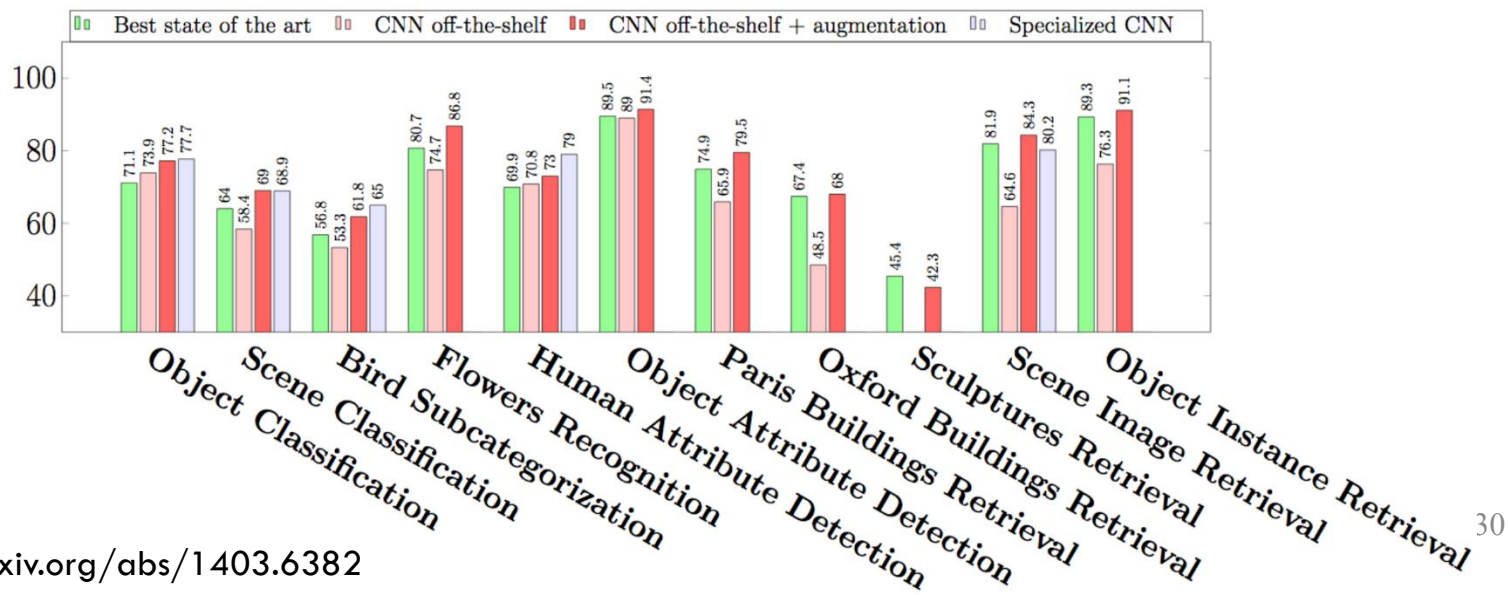 Best state of the art CNN off-the-shelf CNN off-the-shelf + augmentation Specialized CNN
100
80
60
40
71.1 73.9 77.2 77.7
64 58.4 69 68.9
56.8 53.3 61.8 65
80.7 74.7 86.8
69.9 70.8 73 79
89.5 89 91.4
74.9 65.9 79.5
67.4 48.5 68
45.4 42.3
81.9 64.6 84.3 80.2
89.3 76.3 91.1
Object Classification
Scene Classification
Bird Subcategorization
Flowers Recognition
Human Attribute Detection
Object Attribute Detection
Paris Buildings Retrieval
Oxford Buildings Retrieval
Sculptures Retrieval
Scene Image Retrieval
Object Instance Retrieval
30
xiv.org/abs/1403.6382